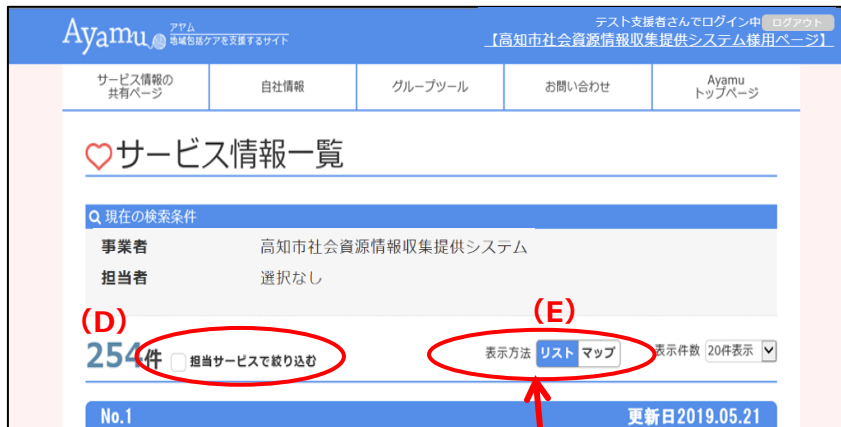 Ayamu アヤム 地域包括ケアを支援するサイト
テスト支援者さんでログイン中 ログアウト
【高知市社会資源情報収集提供システム様用ページ】
サービス情報の
共有ページ
自社情報
グループツール
お問い合わせ
Ayamu
トップページ
サービス情報一覧
現在の検索条件
事業者 高知市社会資源情報収集提供システム
担当者 選択なし
(D)
(E)
254件 担当サービスで絞り込む 表示方法 リスト マップ 表示件数 20件表示
No.1 更新日2019.05.21